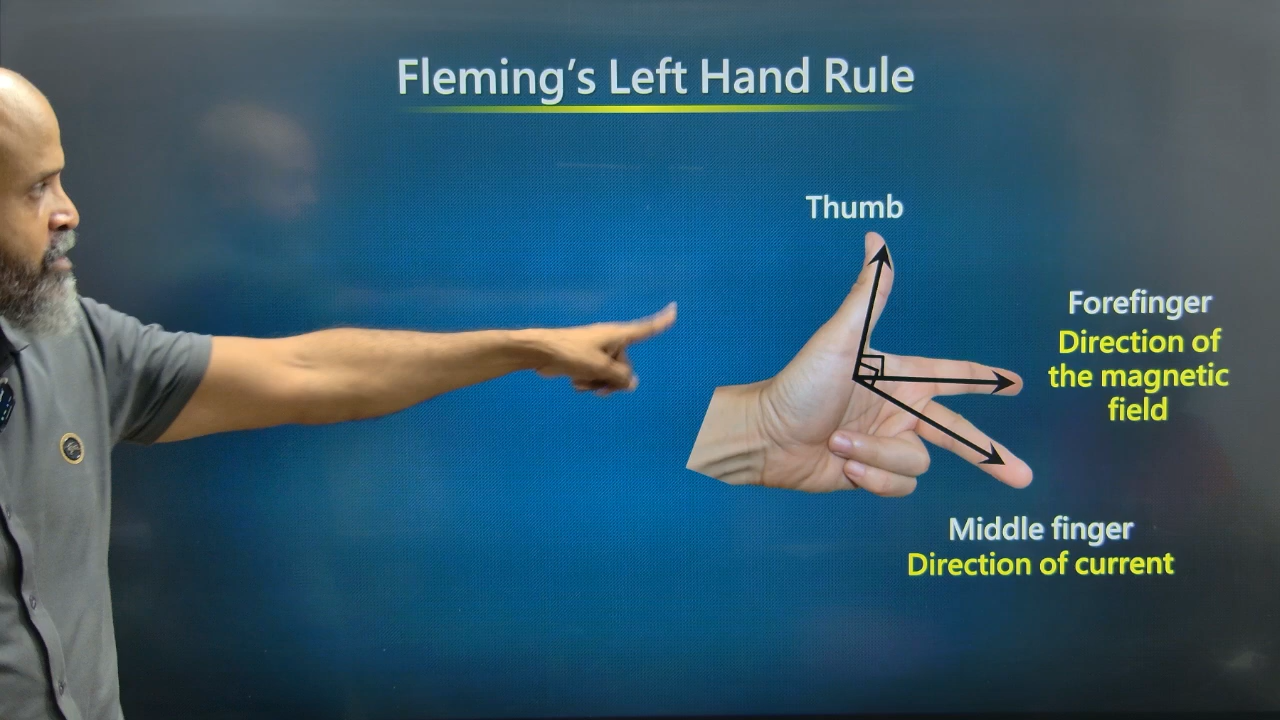 Fleming's Left Hand Rule
Thumb
Forefinger
Direction of
the magnetic
field
Middle finger
Direction of current